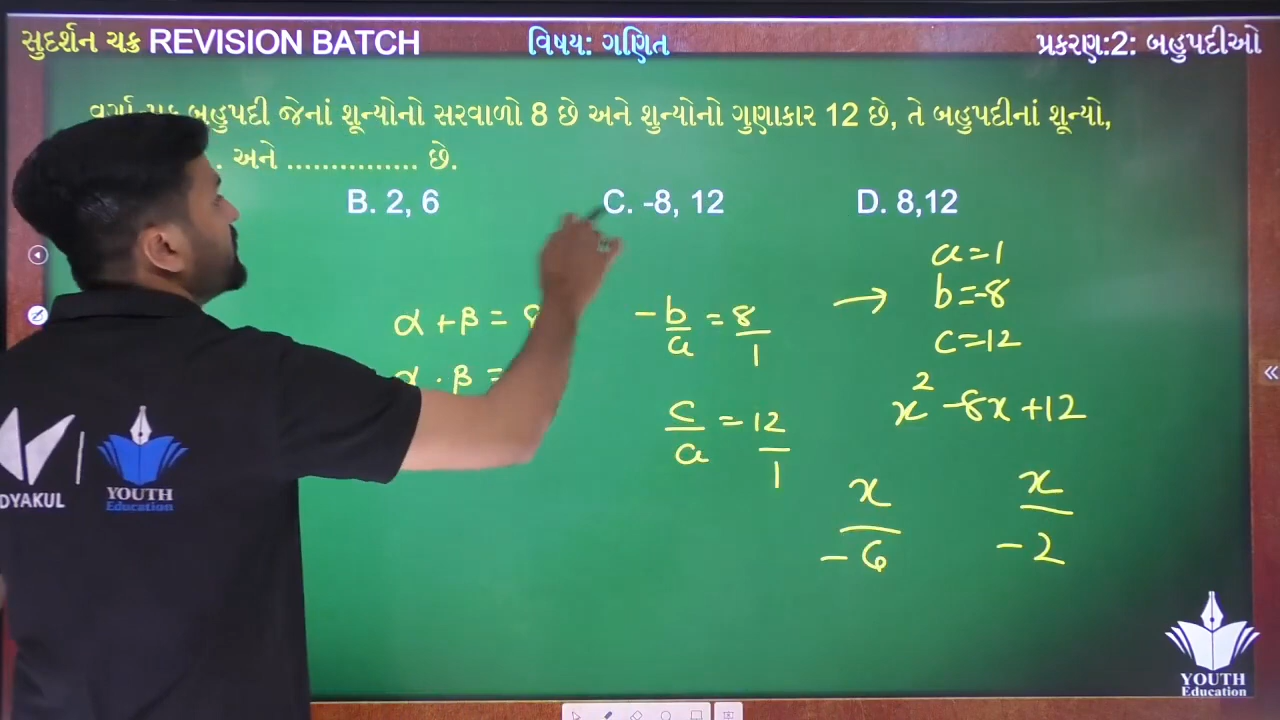 સુદર્શન ચક્ર REVISION BATCH
વિષય: ગણિત
પ્રકરણ:2: બહુપદીઓ
બહુપદી જેનાં શૂન્યોનો સરવાળો 8 છે અને શુન્યોનો ગુણાકાર 12 છે, તે બહુપદીનાં શૂન્યો,
. અને ............... છે.
B. 2, 6
C. -8, 12
D. 8,12
α + β =
α · β =
- b/a = 8/1
c/a = 12/1
→ a=1
b=-8
c=12
x² -8x +12
x/-6
x/-2
DYAKUL
YOUTH
Education
YOUTH
Education